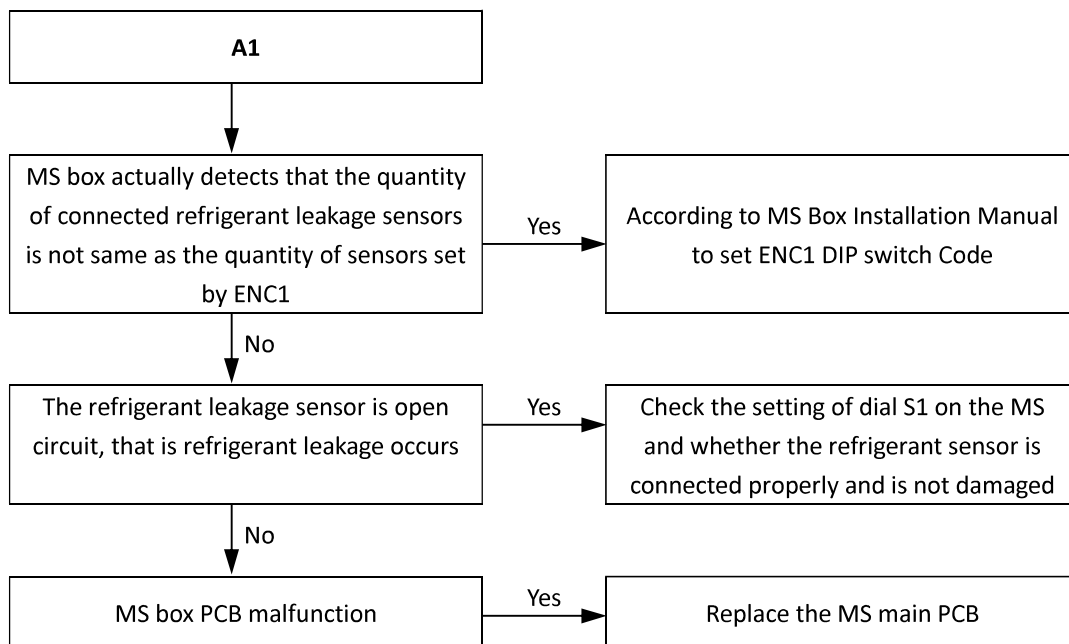 A1
MS box actually detects that the quantity
of connected refrigerant leakage sensors
is not same as the quantity of sensors set
by ENC1
Yes
According to MS Box Installation Manual
to set ENC1 DIP switch Code
No
The refrigerant leakage sensor is open
circuit, that is refrigerant leakage occurs
Yes
Check the setting of dial S1 on the MS
and whether the refrigerant sensor is
connected properly and is not damaged
No
MS box PCB malfunction
Yes
Replace the MS main PCB